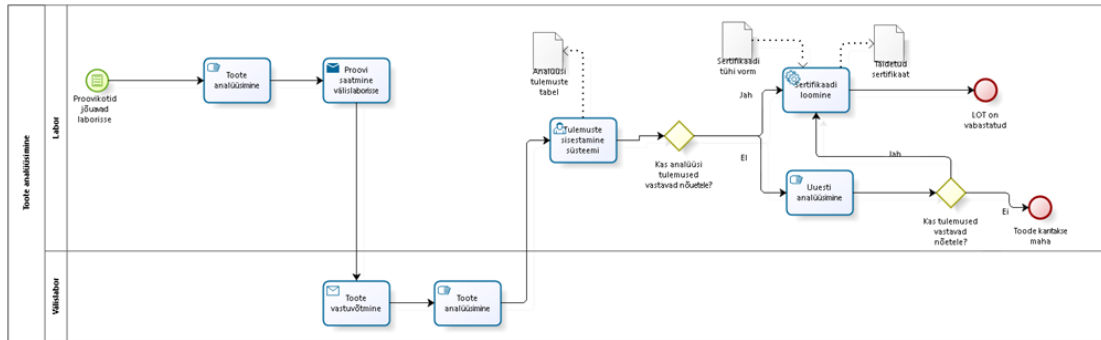 Toote analüüsimine
Labor
Välislabor
Proovikotid
jõuavad
laborisse
Toote
analüüsimine
Proovi
saatmine
välislaborisse
Toote
vastuvõtmine
Toote
analüüsimine
Analüüsi
tulemuste
tabel
Tulemuste
sisestamine
süsteemi
Kas analüüsi
tulemused
vastavad nõuetele?
Jah
EI
Sertifikaadi
tühi vorm
Sertifikaadi
loomine
Täidetud
sertifikaat
LOT on
vabastatud
Uuesti
analüüsimine
Jah
Kas tulemused
vastavad
nõetele?
Ei
Toode kantakse
maha